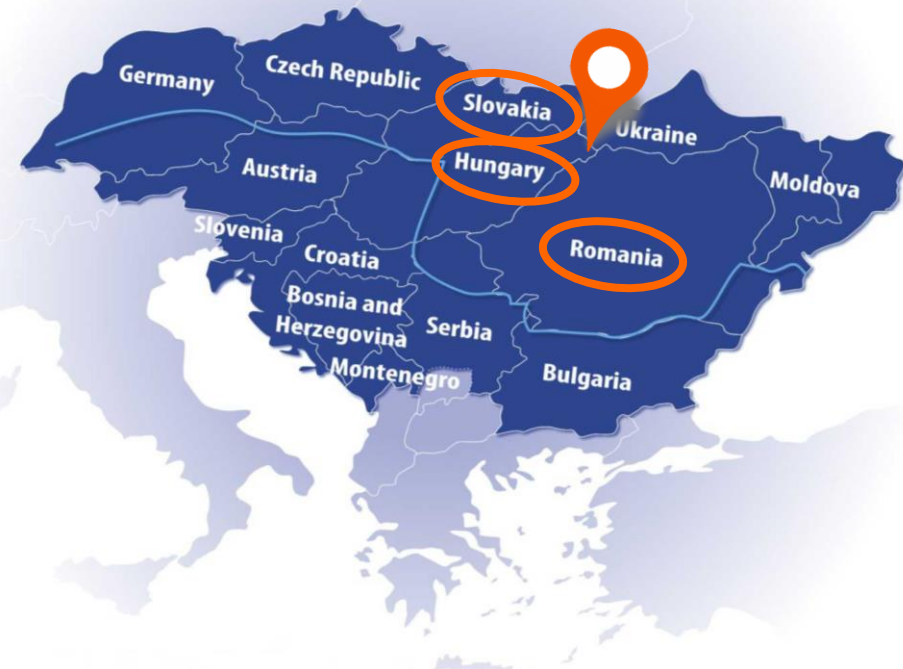 Germany
Czech Republic
Slovakia
Ukraine
Austria
Hungary
Moldova
Slovenia
Croatia
Romania
Bosnia and
Herzegovina
Serbia
Montenegro
Bulgaria